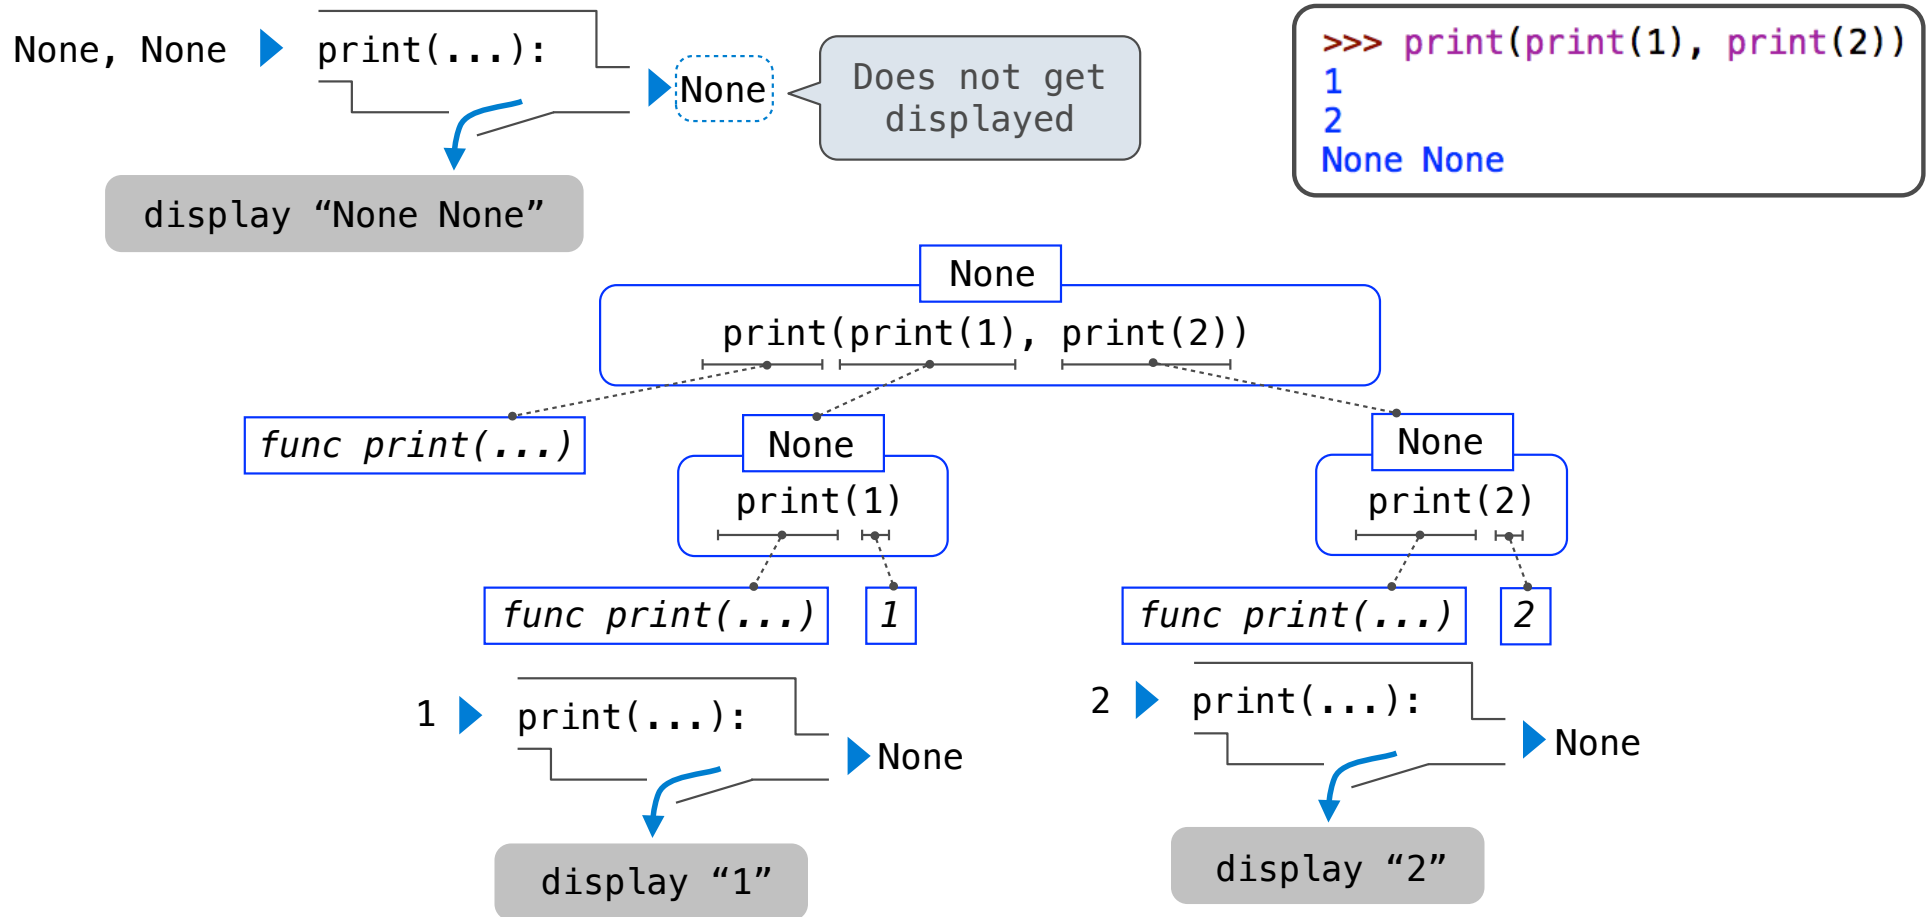 None, None
print(...):
None
Does not get
displayed
display “None None”
>>> print(print(1), print(2))
1
2
None None
None
print(print(1), print(2))
func print(...)
None
print(1)
func print(...)
1
None
print(2)
func print(...)
2
1
print(...):
None
display “1”
2
print(...):
None
display “2”